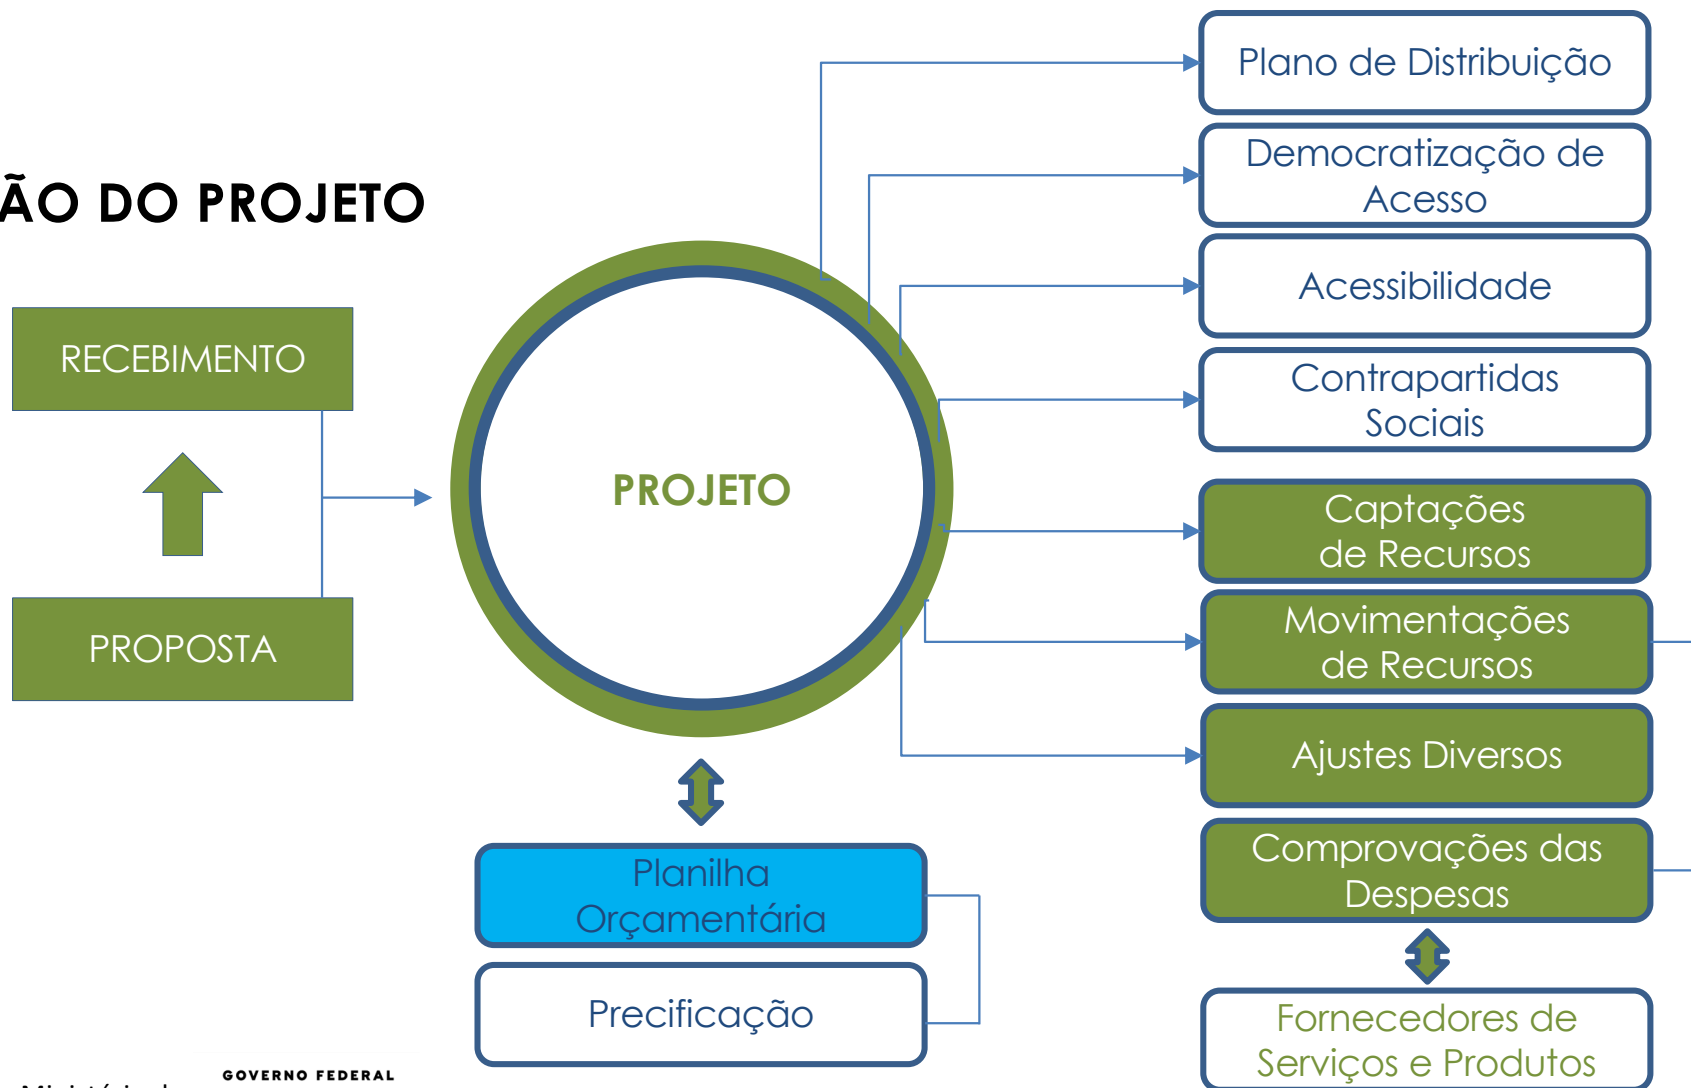 ÃO DO PROJETO
RECEBIMENTO
PROPOSTA
PROJETO
Planilha
Orçamentária
Precificação
Plano de Distribuição
Democratização de
Acesso
Acessibilidade
Contrapartidas
Sociais
Captações
de Recursos
Movimentações
de Recursos
Ajustes Diversos
Comprovações das
Despesas
Fornecedores de
Serviços e Produtos
GOVERNO FEDERAL